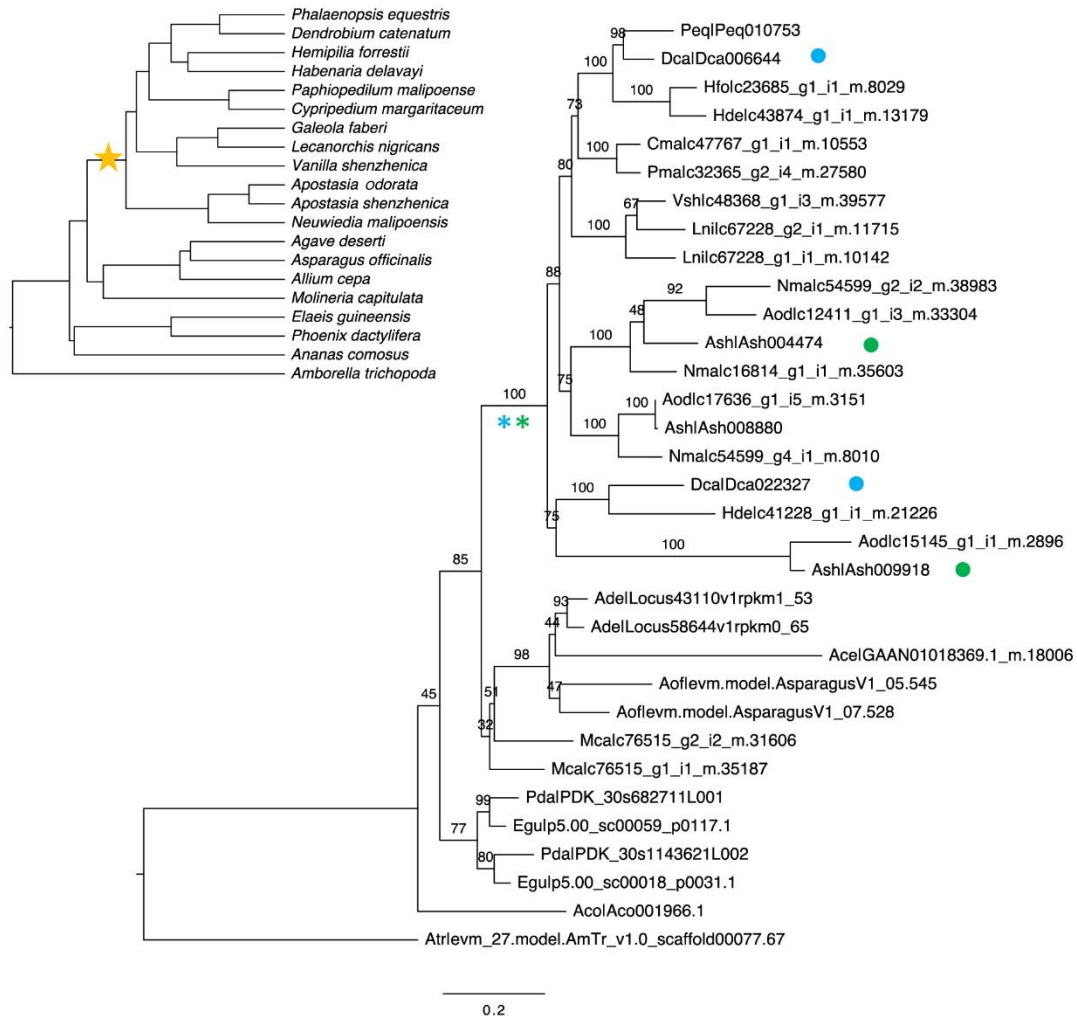 Phalaenopsis equestris
Dendrobium catenatum
Hemipilia forrestii
Habenaria delavayi
Paphiopedilum malipoense
Cypripedium margaritaceum
Galeola faberi
Lecanorchis nigricans
Vanilla shenzhenica
Apostasia odorata
Apostasia shenzhenica
Neuwiedia malipoensis
Agave deserti
Asparagus officinalis
Allium cepa
Molineria capitulata
Elaeis guineensis
Phoenix dactylifera
Ananas comosus
Amborella trichopoda
98
PeqlPeq010753
DcalDca006644
100
100
Hfolc23685_g1_i1_m.8029
Hdelc43874_g1_i1_m.13179
73
Cmalc47767_g1_i1_m.10553
Pmalc32365_g2_i4_m.27580
80
67
Vshlc48368_g1_i3_m.39577
100
Lnilc67228_g2_i1_m.11715
Lnilc67228_g1_i1_m.10142
88
92
Nmalc54599_g2_i2_m.38983
48
Aodlc12411_g1_i3_m.33304
100
AshlAsh004474
Nmalc16814_g1_i1_m.35603
75
100
Aodlc17636_g1_i5_m.3151
100
AshlAsh008880
Nmalc54599_g4_i1_m.8010
100
**
100
DcalDca022327
Hdelc41228_g1_i1_m.21226
75
100
Aodlc15145_g1_i1_m.2896
AshlAsh009918
85
93
AdelLocus43110v1rpkm1_53
44
AdelLocus58644v1rpkm0_65
98
AcelGAAN01018369.1_m.18006
47
Aoflevm.model.AsparagusV1_05.545
51
Aoflevm.model.AsparagusV1_07.528
32
Mcalc76515_g2_i2_m.31606
Mcalc76515_g1_i1_m.35187
45
99
PdalPDK_30s682711L001
77
Egulp5.00_sc00059_p0117.1
80
PdalPDK_30s1143621L002
Egulp5.00_sc00018_p0031.1
AcolAco001966.1
Atrlevm_27.model.AmTr_v1.0_scaffold00077.67
0.2